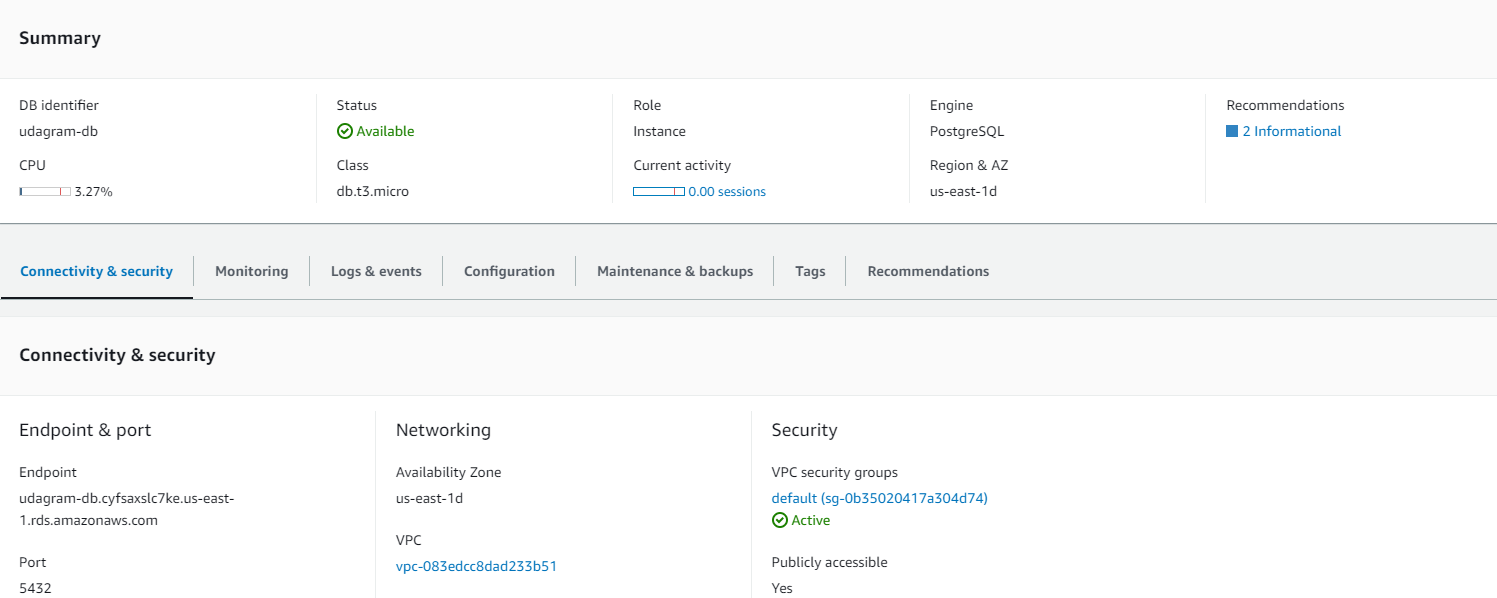 Summary
DB identifier
udagram-db
CPU
3.27%
Status
Available
Class
db.t3.micro
Role
Instance
Current activity
0.00 sessions
Engine
PostgreSQL
Region & AZ
us-east-1d
Recommendations
2 Informational
Connectivity & security
Monitoring
Logs & events
Configuration
Maintenance & backups
Tags
Recommendations
Connectivity & security
Endpoint & port
Endpoint
udagram-db.cyfsaxslc7ke.us-east-
1.rds.amazonaws.com
Port
5432
Networking
Availability Zone
us-east-1d
VPC
vpc-083edcc8dad233b51
Security
VPC security groups
default (sg-0b35020417a304d74)
Active
Publicly accessible
Yes